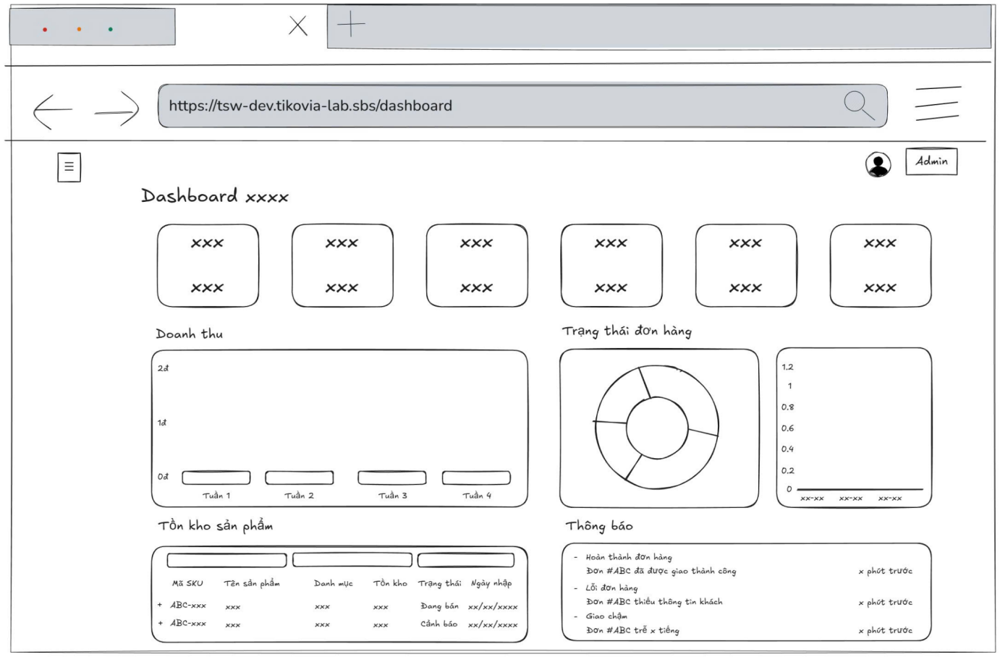 https://tsw-dev.tikovia-lab.sbs/dashboard
Admin
Dashboard xxxx
xxx xxx xxx xxx xxx xxx
xxx xxx xxx xxx xxx xxx
Doanh thu
2đ
1đ
0đ
Tuần 1 Tuần 2 Tuần 3 Tuần 4
Trạng thái đơn hàng
1.2
1
0.8
0.6
0.4
0.2
0
xx-xx xx-xx xx-xx
Tồn kho sản phẩm
Mã SKU Tên sản phẩm Danh mục Tồn kho Trạng thái Ngày nhập
+ ABC-xxx xxx xxx xxx Đang bán xx/xx/xxxx
+ ABC-xxx xxx xxx xxx Cảnh báo xx/xx/xxxx
Thông báo
- Hoàn thành đơn hàng
Đơn #ABC đã được giao thành công x phút trước
- Lỗi đơn hàng
Đơn #ABC thiếu thông tin khách x phút trước
- Giao chậm
Đơn #ABC trễ x tiếng x phút trước